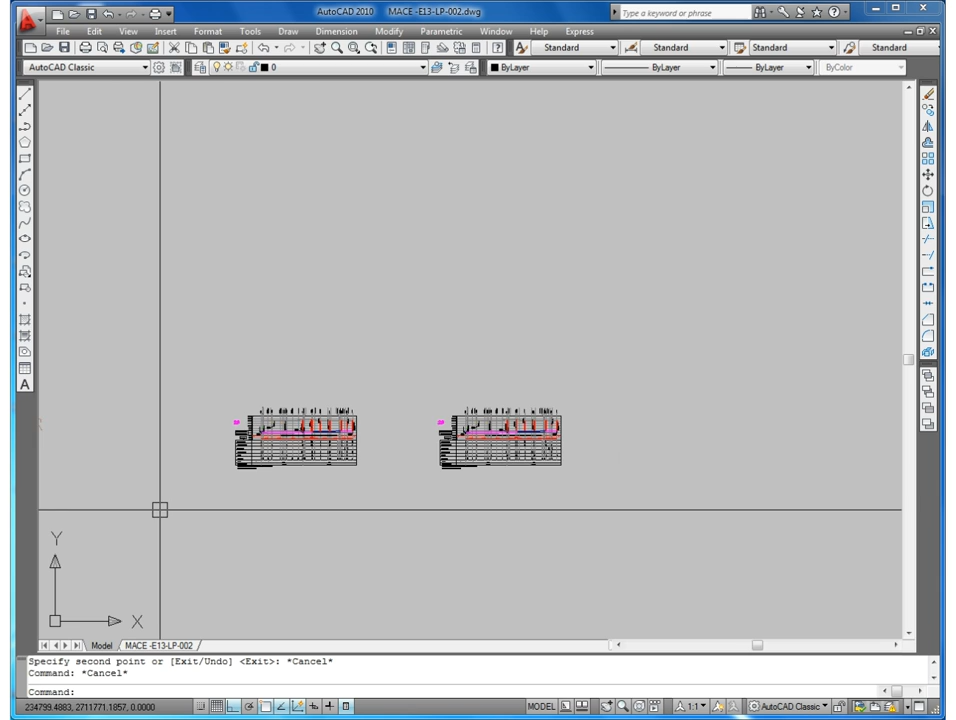 AutoCAD 2010 MACE -E13-LP-002.dwg
Type a keyword or phrase
File Edit View Insert Format Tools Draw Dimension Modify Parametric Window Help Express
Standard Standard Standard Standard
AutoCAD Classic 0 ByLayer ByLayer ByLayer ByColor
A
Y
X
Model MACE -E13-LP-002
Specify second point or [Exit/Undo] <Exit>: *Cancel*
Command: *Cancel*
Command:
234799.4883, 2711771.1857, 0.0000 MODEL 1:1 AutoCAD Classic